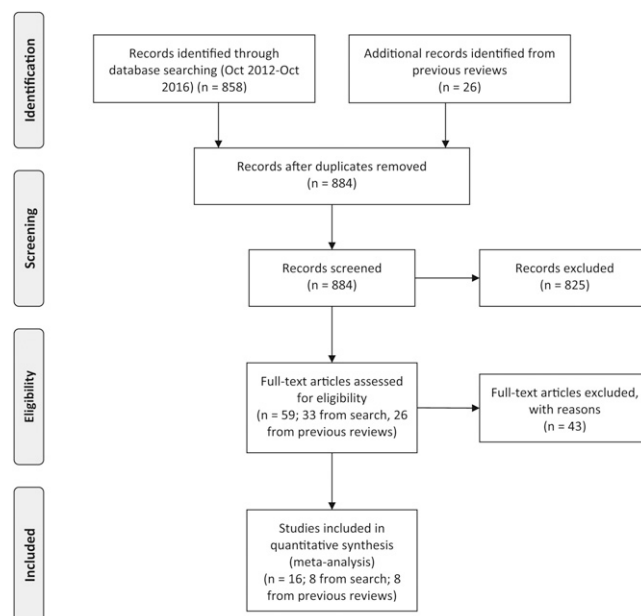 Identification
Records identified through
database searching (Oct 2012-Oct
2016) (n = 858)
Additional records identified from
previous reviews
(n = 26)
Records after duplicates removed
(n = 884)
Screening
Records screened
(n = 884)
Records excluded
(n = 825)
Eligibility
Full-text articles assessed
for eligibility
(n = 59; 33 from search, 26
from previous reviews)
Full-text articles excluded,
with reasons
(n = 43)
Included
Studies included in
quantitative synthesis
(meta-analysis)
(n = 16; 8 from search; 8
from previous reviews)